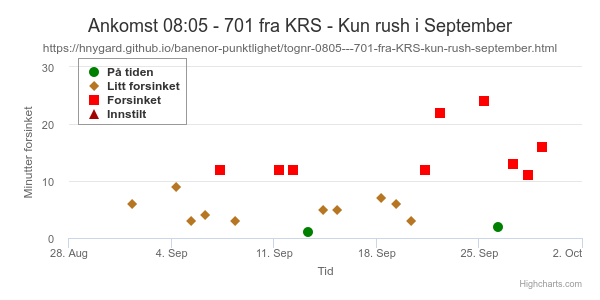 Ankomst 08:05 - 701 fra KRS - Kun rush i September
https://hnygard.github.io/banenor-punktlighet/tognr-0805---701-fra-KRS-kun-rush-september.html
Minutter forsinket
30
20
10
0
På tiden
Litt forsinket
Forsinket
Innstilt
28. Aug 4. Sep 11. Sep 18. Sep 25. Sep 2. Oct
Tid
Highcharts.com